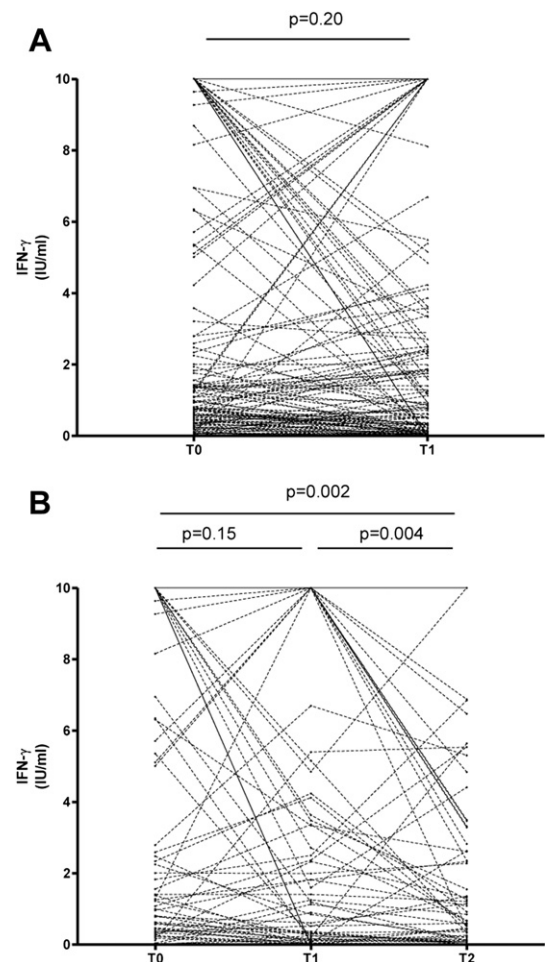 A
p=0.20
10
8
6
4
2
0
IFN-γ
(IU/ml)
T0 T1
B
p=0.002
p=0.15 p=0.004
10
8
6
4
2
0
IFN-γ
(IU/ml)
T0 T1 T2